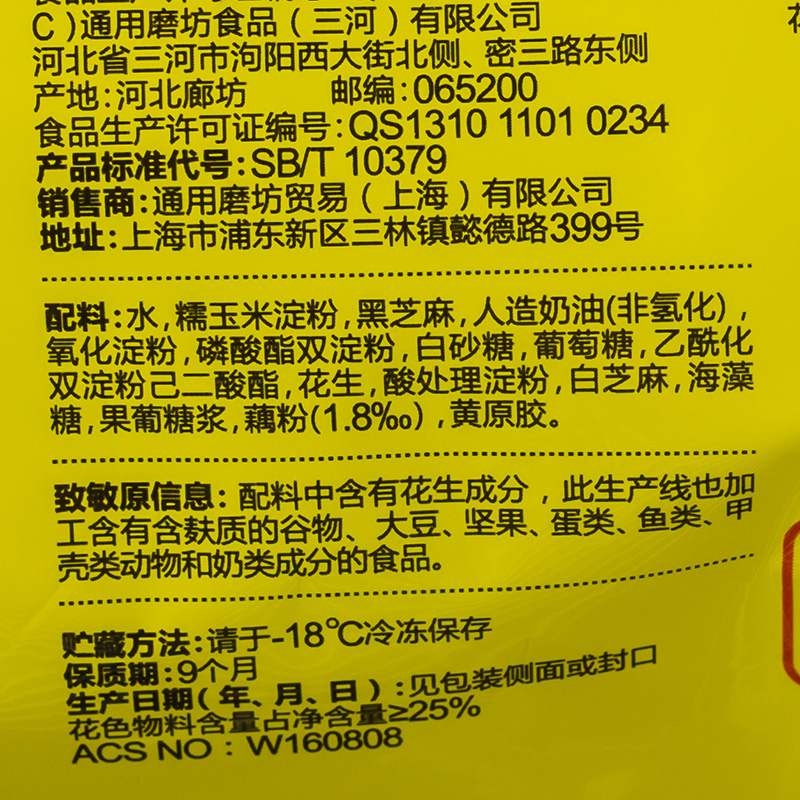 C）通用磨坊食品（三河）有限公司
河北省三河市泃阳西大街北侧、密三路东侧
产地:河北廊坊 邮编:065200
食品生产许可证编号:QS1310 1101 0234
产品标准代号:SB/T 10379
销售商:通用磨坊贸易（上海）有限公司
地址:上海市浦东新区三林镇懿德路399号
配料:水,糯玉米淀粉,黑芝麻,人造奶油(非氢化),
氧化淀粉,磷酸酯双淀粉,白砂糖,葡萄糖,乙酰化
双淀粉己二酸酯,花生,酸处理淀粉,白芝麻,海藻
糖,果葡糖浆,藕粉(1.8‰),黄原胶。
致敏原信息:配料中含有花生成分，此生产线也加
工含有含麸质的谷物、大豆、坚果、蛋类、鱼类、甲
壳类动物和奶类成分的食品。
贮藏方法:请于-18℃冷冻保存
保质期:9个月
生产日期(年、月、日):见包装侧面或封口
花色物料含量占净含量≥25%
ACS NO：W160808